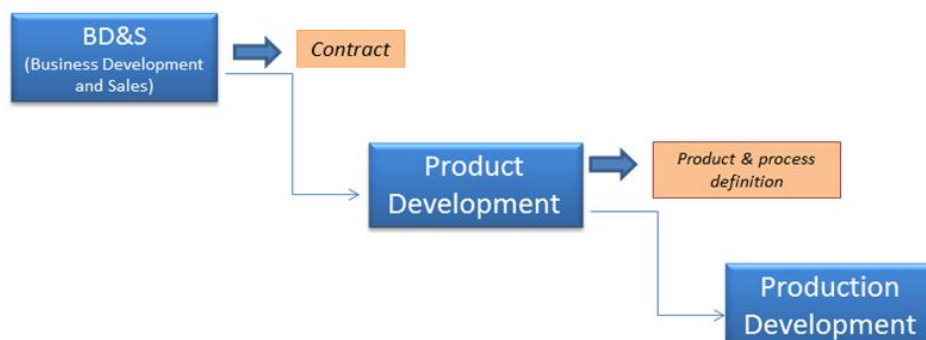 BD&S
(Business Development
and Sales)
Contract
Product
Development
Product & process
definition
Production
Development